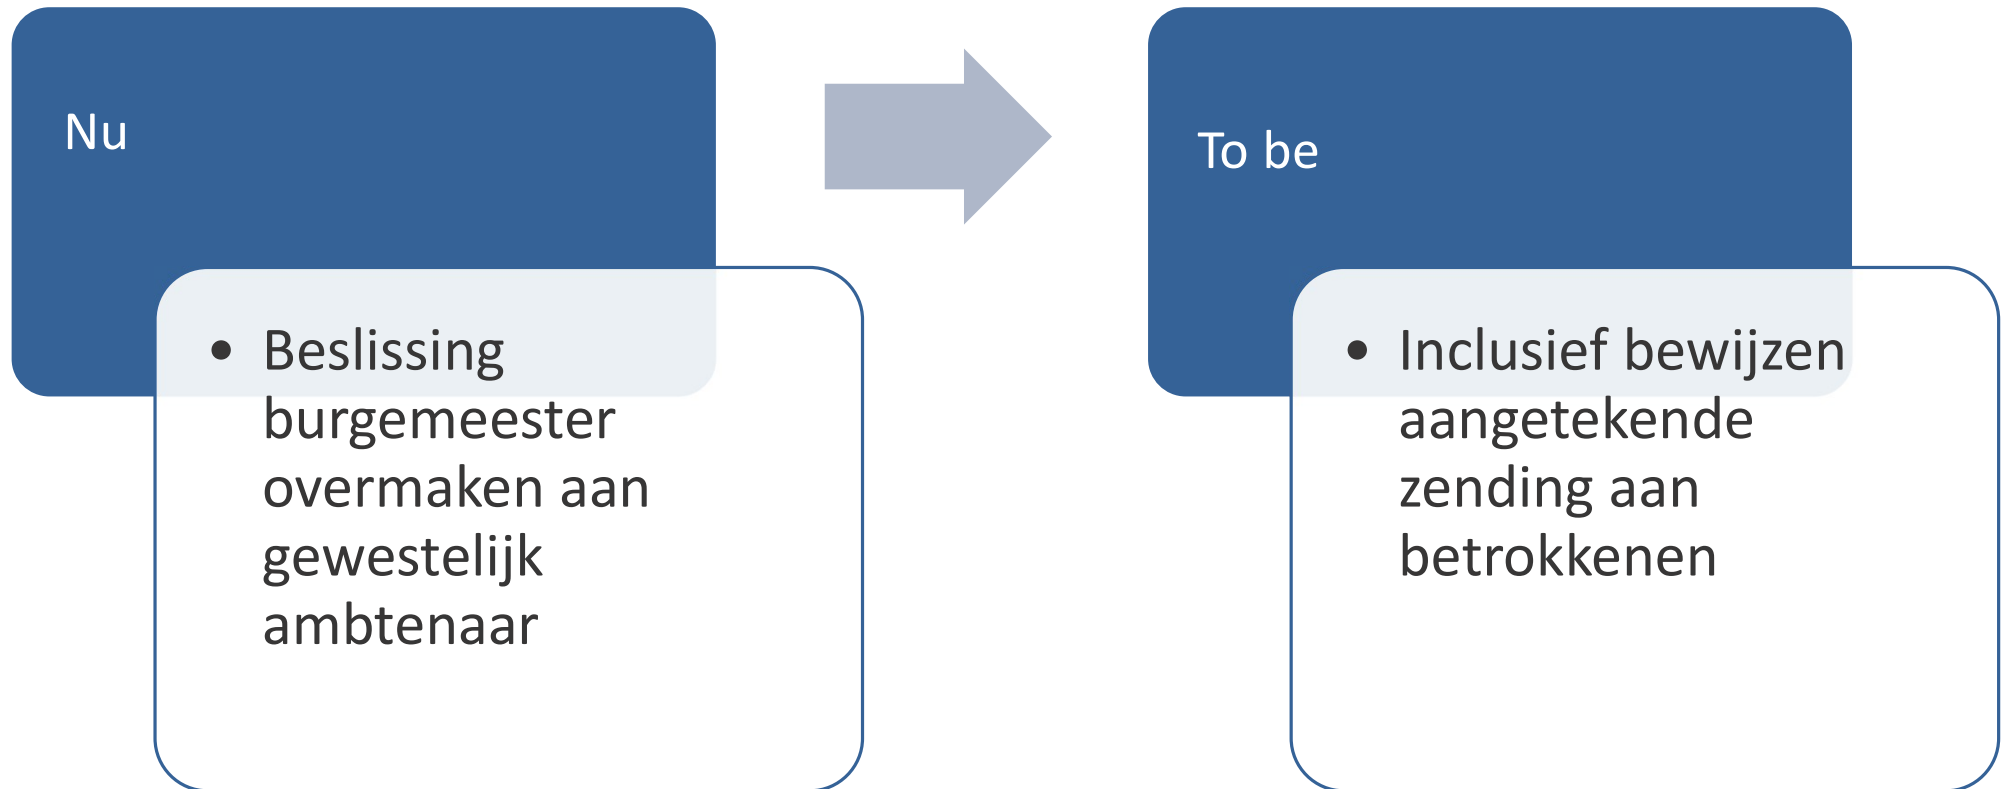 Nu
• Beslissing
burgemeester
overmaken aan
gewestelijk
ambtenaar
To be
• Inclusief bewijzen
aangetekende
zending aan
betrokkenen